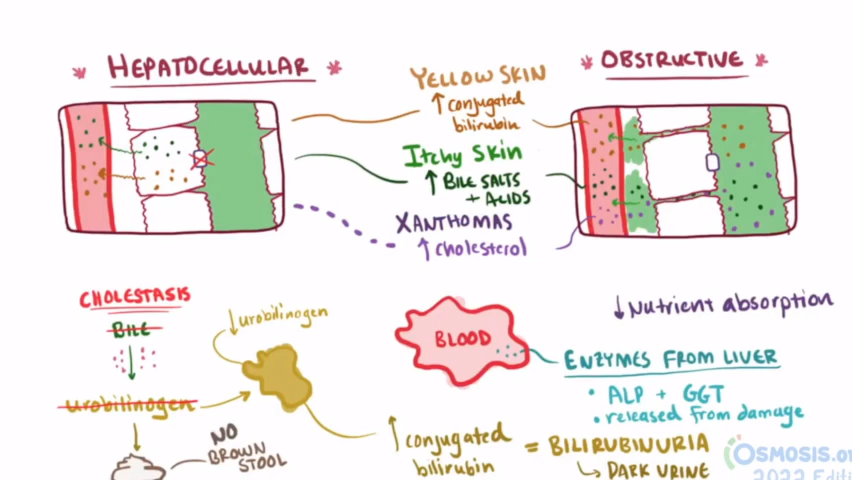 * HEPATOCELLULAR *
* OBSTRUCTIVE *
YELLOW SKIN
↑ conjugated
bilirubin
Itchy Skin
↑ BILE SALTS
+ ACIDS
XANTHOMAS
↑ cholesterol
CHOLESTASIS
BILE
urobilinogen
↓ urobilinogen
NO
BROWN
STOOL
BLOOD
↓ Nutrient absorption
ENZYMES FROM LIVER
• ALP + GGT
• released from damage
↑ conjugated
bilirubin
= BILIRUBINURIA
↳ DARK URINE
OSMOSIS.or
2022 Editi